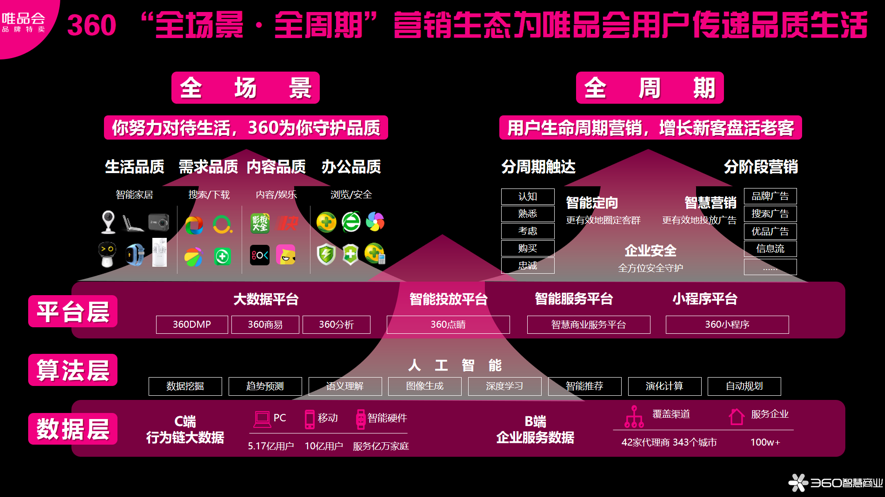 唯品会
品牌特卖
360 “全场景·全周期”营销生态为唯品会用户传递品质生活
全场景
你努力对待生活，360为你守护品质
生活品质 需求品质 内容品质 办公品质
智能家居 搜索/下载 内容/娱乐 浏览/安全
影视大全
全周期
用户生命周期营销，增长新客盘活老客
分周期触达
认知
熟悉
考虑
购买
忠诚
智能定向
更有效地圈定客群
智慧营销
更有效地投放广告
企业安全
全方位安全守护
分阶段营销
品牌广告
搜索广告
优品广告
信息流
......
平台层
大数据平台 智能投放平台 智能服务平台 小程序平台
360DMP 360商易 360分析 360点睛 智慧商业服务平台 360小程序
算法层
人工智能
数据挖掘 趋势预测 语义理解 图像生成 深度学习 智能推荐 演化计算 自动规划
数据层
C端
行为链大数据
PC 移动 智能硬件
5.17亿用户 10亿用户 服务亿万家庭
B端
企业服务数据
覆盖渠道 服务企业
42家代理商 343个城市 100w+
360智慧商业